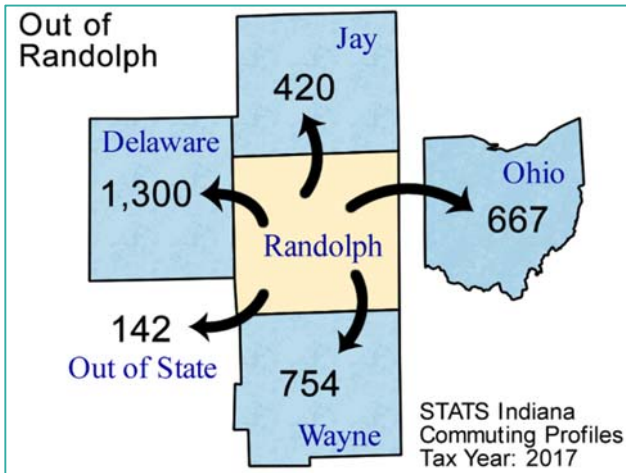 Out of
Randolph
Jay
420
Delaware
1,300
Ohio
667
Randolph
142
Out of State
754
Wayne
STATS Indiana
Commuting Profiles
Tax Year: 2017